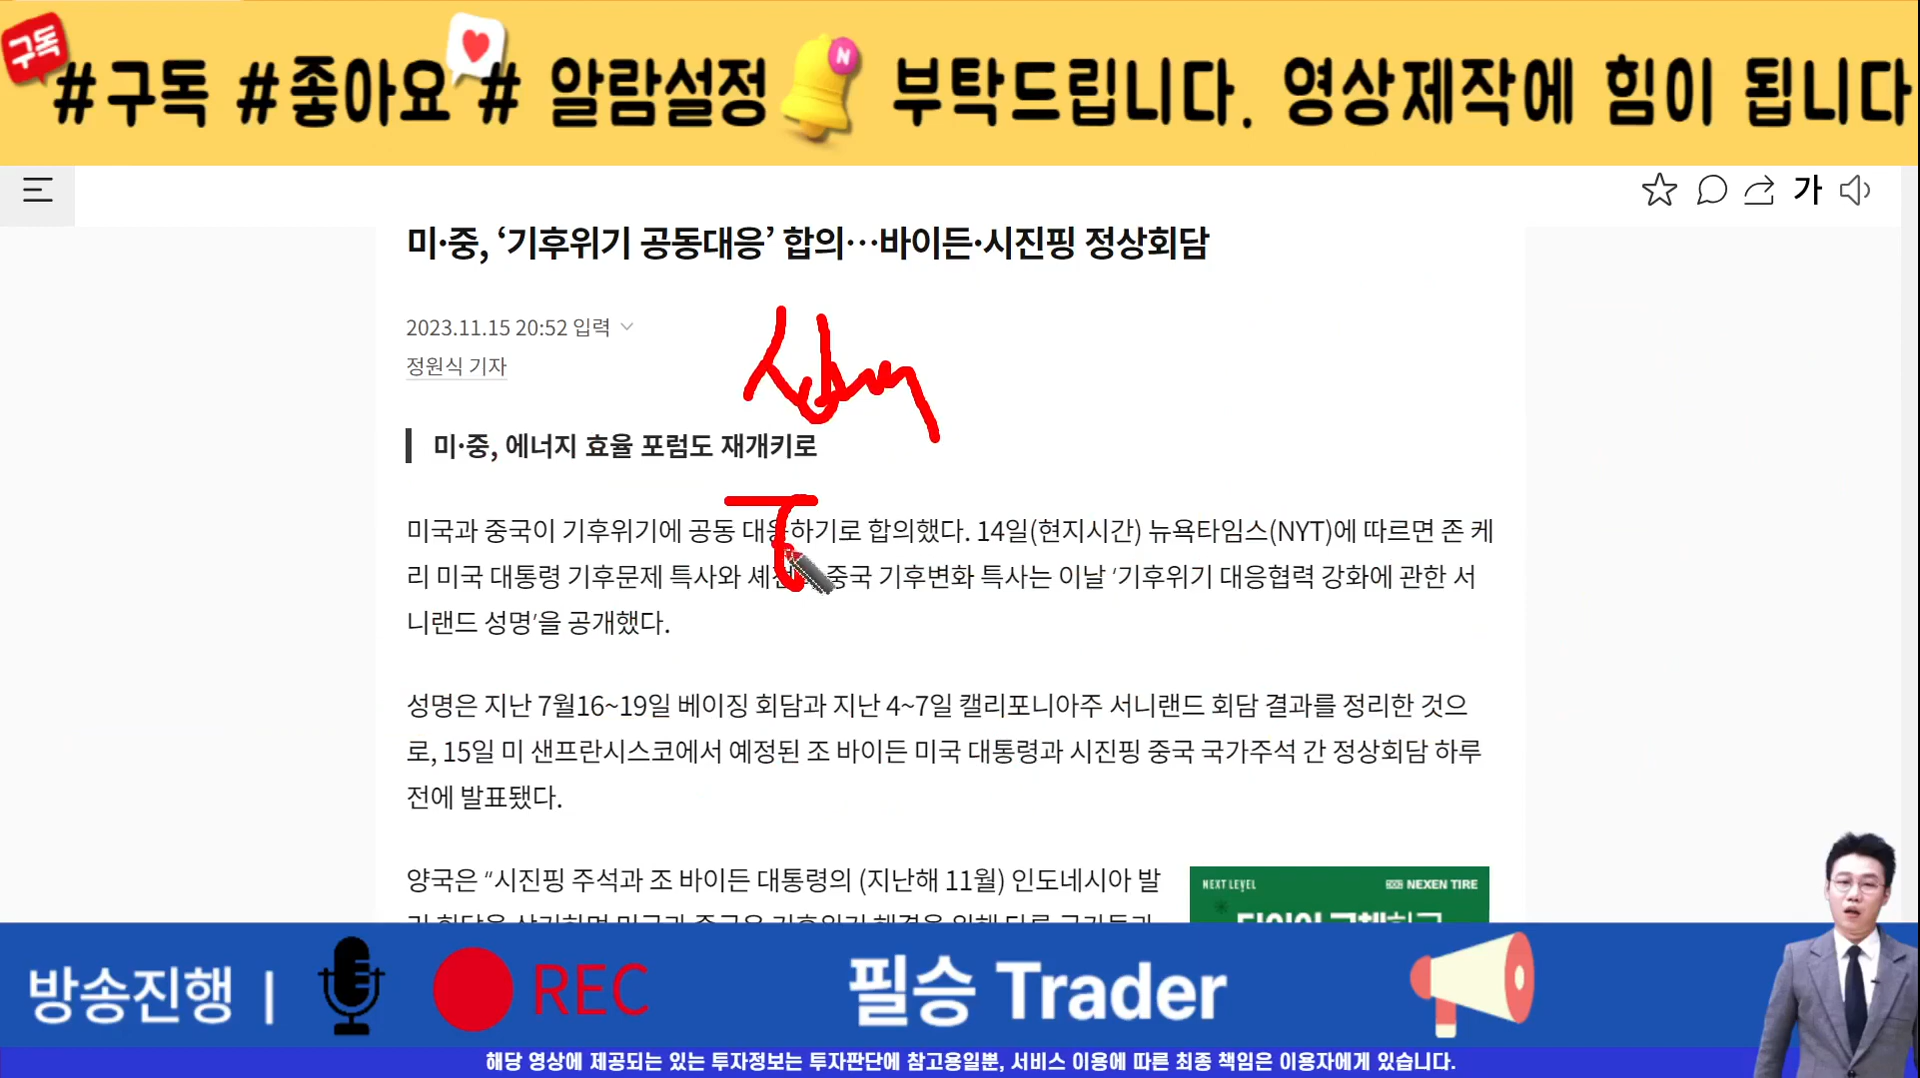 구독
#구독 #좋아요# 알람설정 N 부탁드립니다. 영상제작에 힘이 됩니다
가
미·중, ‘기후위기 공동대응’ 합의…바이든·시진핑 정상회담
2023.11.15 20:52 입력
정원식 기자
미·중, 에너지 효율 포럼도 재개키로
미국과 중국이 기후위기에 공동 대응하기로 합의했다. 14일(현지시간) 뉴욕타임스(NYT)에 따르면 존 케
리 미국 대통령 기후문제 특사와 중국 기후변화 특사는 이날 ‘기후위기 대응협력 강화에 관한 서
니랜드 성명’을 공개했다.
성명은 지난 7월16~19일 베이징 회담과 지난 4~7일 캘리포니아주 서니랜드 회담 결과를 정리한 것으
로, 15일 미 샌프란시스코에서 예정된 조 바이든 미국 대통령과 시진핑 중국 국가주석 간 정상회담 하루
전에 발표됐다.
양국은 “시진핑 주석과 조 바이든 대통령의 (지난해 11월) 인도네시아 발
NEXT LEVEL NEXEN TIRE
방송진행 | REC 필승 Trader
해당 영상에 제공되는 있는 투자정보는 투자판단에 참고용일뿐, 서비스 이용에 따른 최종 책임은 이용자에게 있습니다.